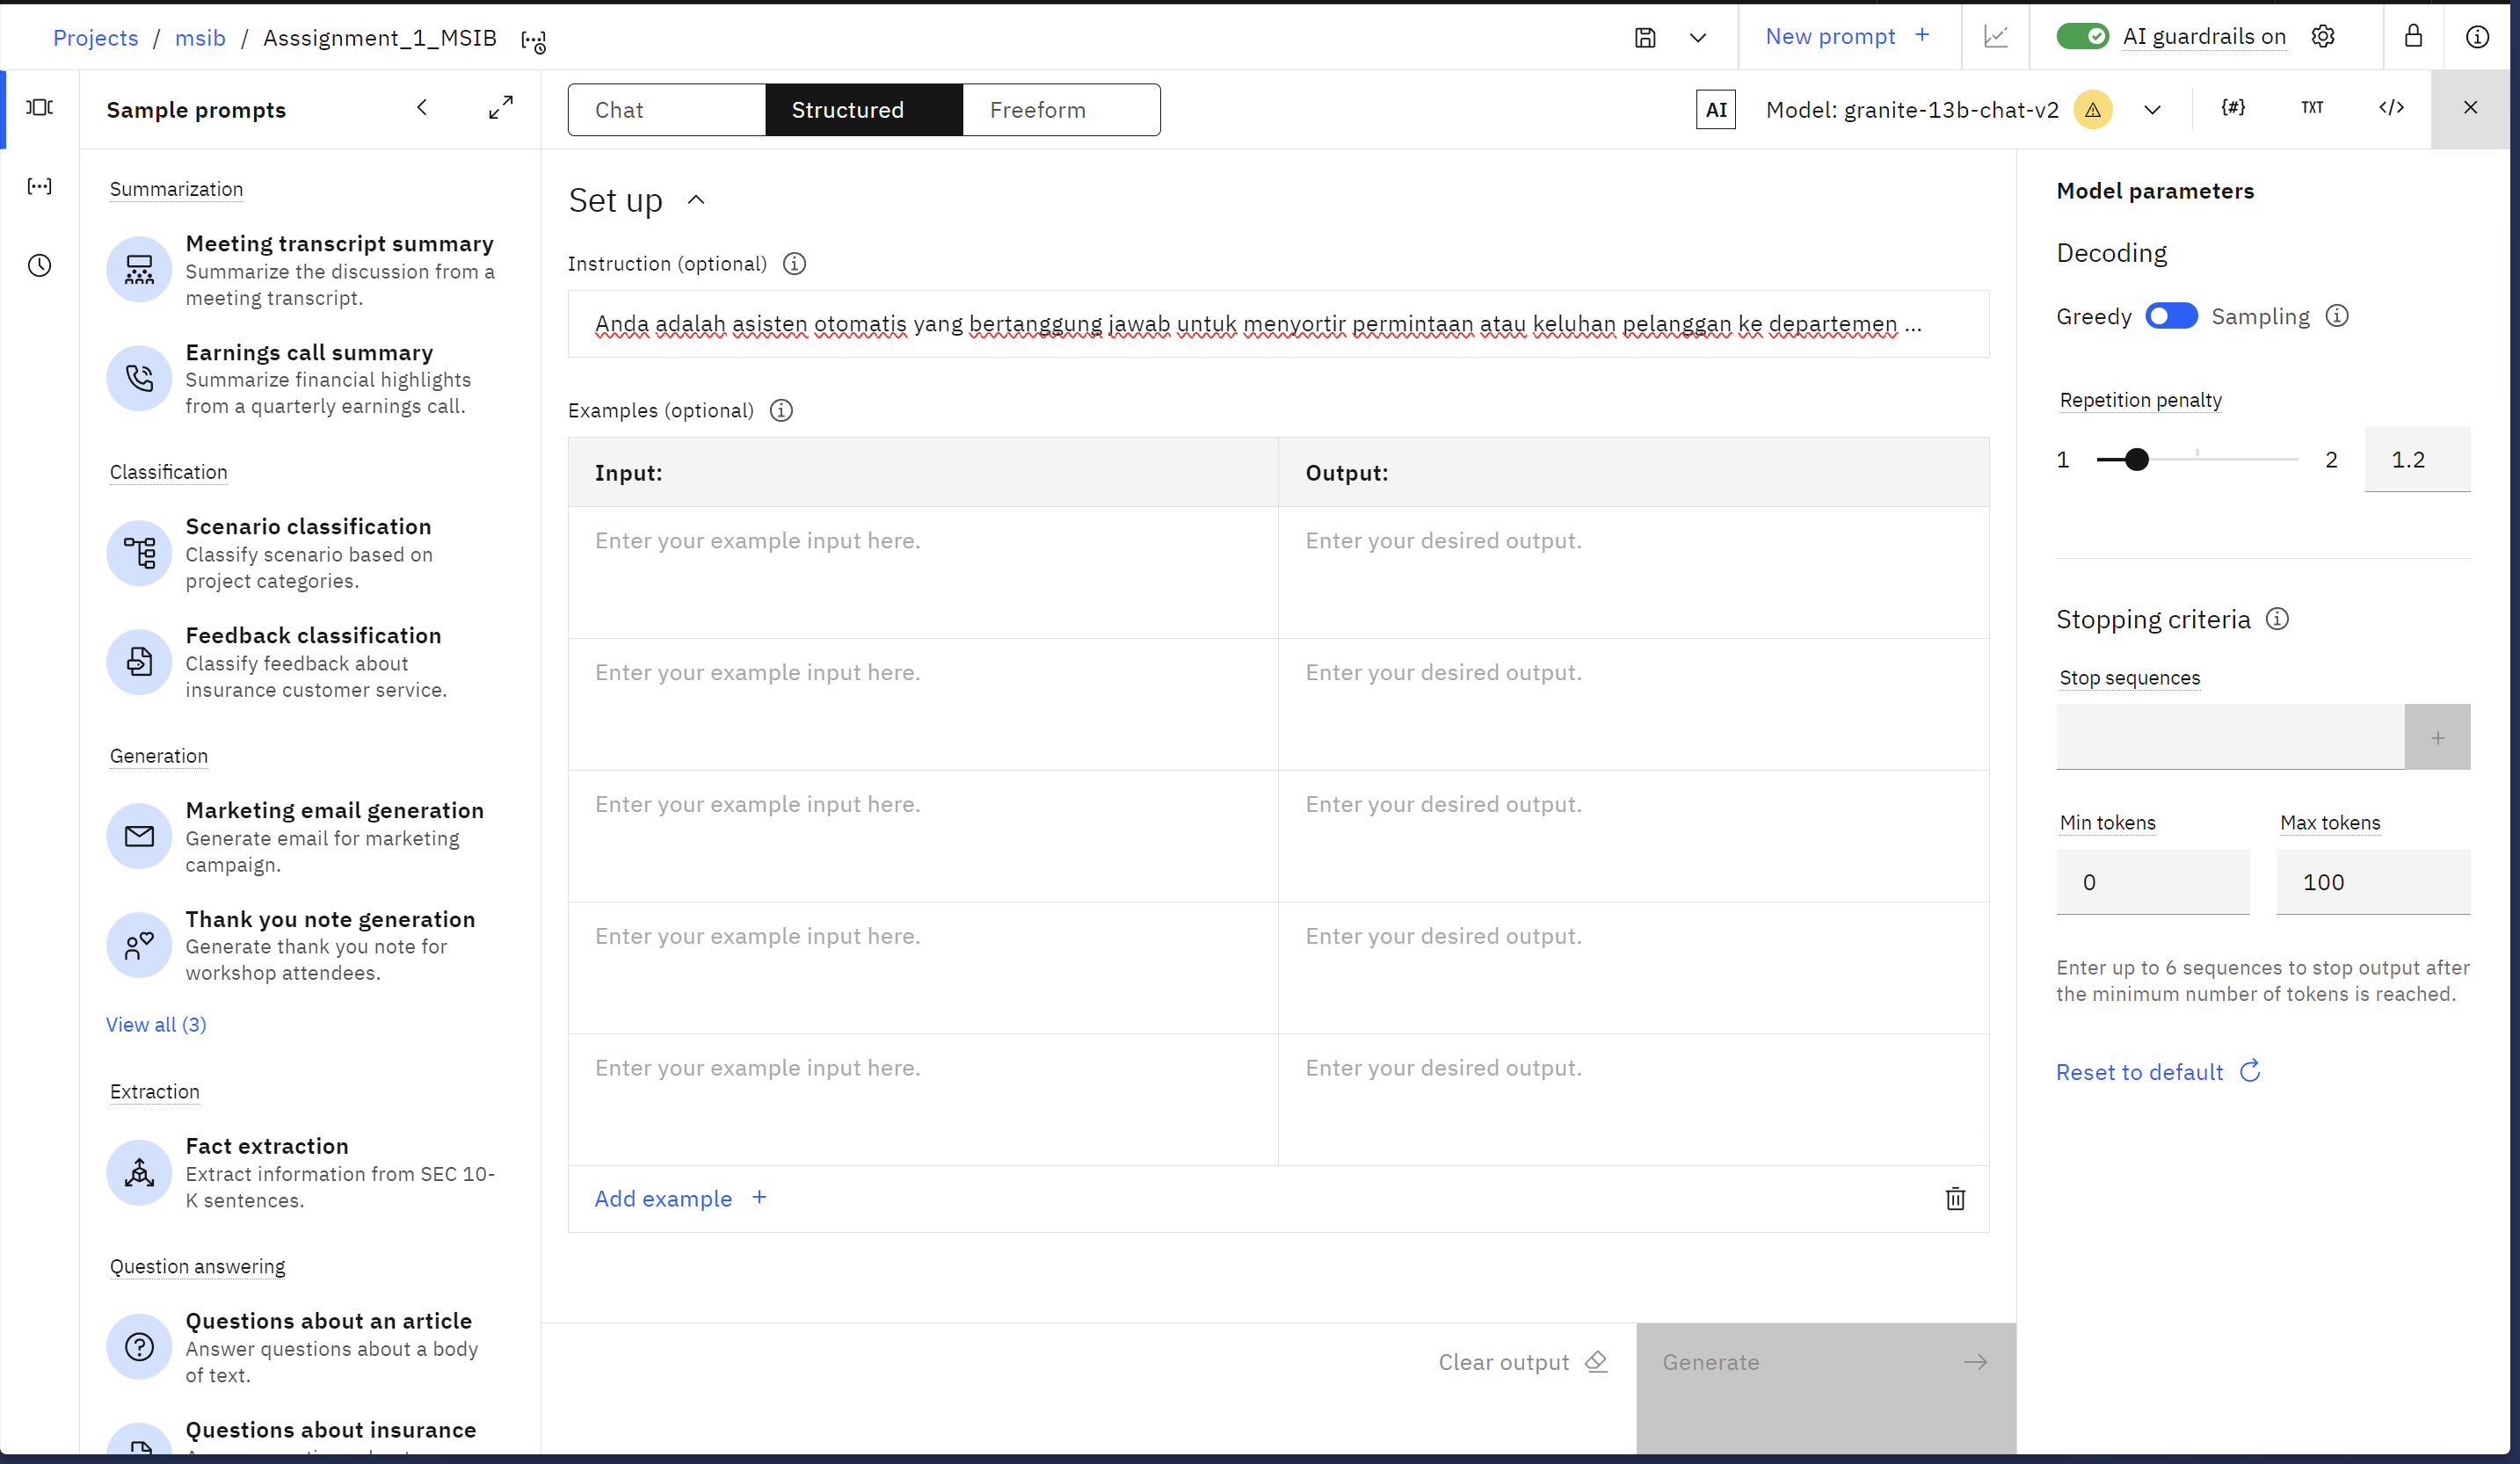 Projects / msib / Asssignment_1_MSIB
New prompt +
AI guardrails on
Sample prompts
Chat
Structured
Freeform
AI
Model: granite-13b-chat-v2
{#}
TXT
</>
Summarization
Meeting transcript summary
Summarize the discussion from a
meeting transcript.
Earnings call summary
Summarize financial highlights
from a quarterly earnings call.
Classification
Scenario classification
Classify scenario based on
project categories.
Feedback classification
Classify feedback about
insurance customer service.
Generation
Marketing email generation
Generate email for marketing
campaign.
Thank you note generation
Generate thank you note for
workshop attendees.
View all (3)
Extraction
Fact extraction
Extract information from SEC 10-
K sentences.
Question answering
Questions about an article
Answer questions about a body
of text.
Questions about insurance
Set up
Instruction (optional)
Anda adalah asisten otomatis yang bertanggung jawab untuk menyortir permintaan atau keluhan pelanggan ke departemen ...
Examples (optional)
Input:
Output:
Enter your example input here.
Enter your desired output.
Enter your example input here.
Enter your desired output.
Enter your example input here.
Enter your desired output.
Enter your example input here.
Enter your desired output.
Enter your example input here.
Enter your desired output.
Add example +
Clear output
Generate
Model parameters
Decoding
Greedy
Sampling
Repetition penalty
1
2
1.2
Stopping criteria
Stop sequences
+
Min tokens
Max tokens
0
100
Enter up to 6 sequences to stop output after
the minimum number of tokens is reached.
Reset to default